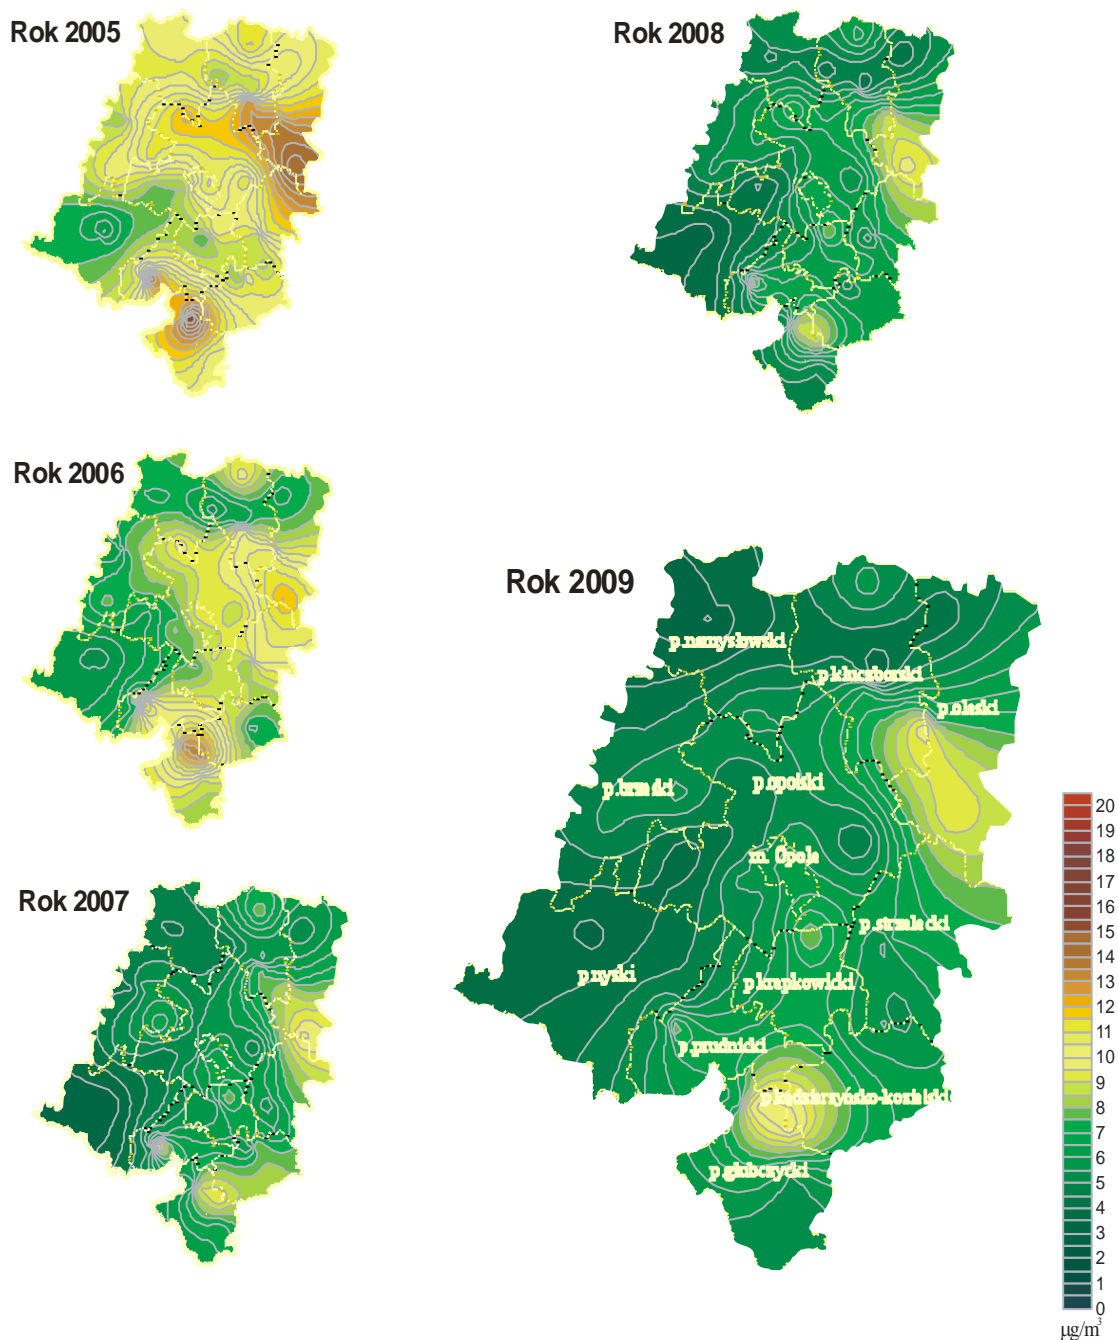 Rok 2005
Rok 2008
Rok 2006
Rok 2009
Rok 2007
p.namysłowski
p.kluczborski
p.oleski
p.brzeski
p.opolski
m. Opole
p.strzelecki
p.nyski
p.krapkowicki
p.prudnicki
p.kędzierzyńsko-kozielski
p.głubczycki
20
19
18
17
16
15
14
13
12
11
10
9
8
7
6
5
4
3
2
1
0
µg/m³